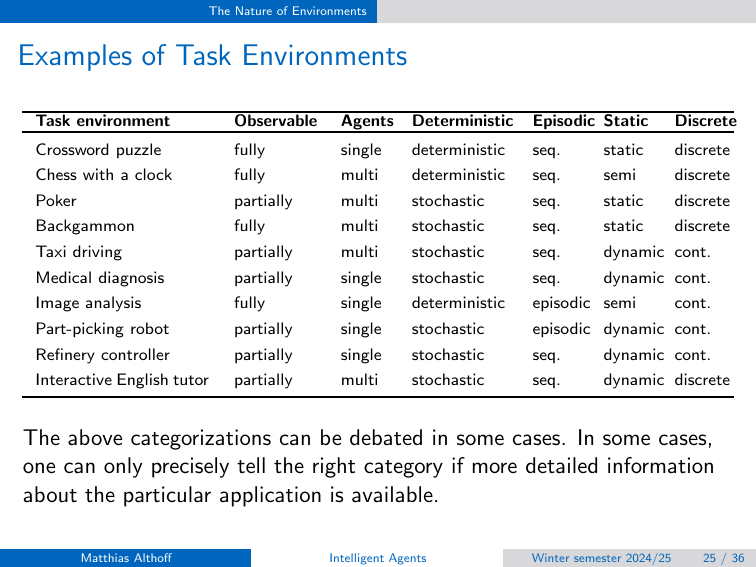 The Nature of Environments
Examples of Task Environments
Task environment Observable Agents Deterministic Episodic Static Discrete
Crossword puzzle fully single deterministic seq. static discrete
Chess with a clock fully multi deterministic seq. semi discrete
Poker partially multi stochastic seq. static discrete
Backgammon fully multi stochastic seq. static discrete
Taxi driving partially multi stochastic seq. dynamic cont.
Medical diagnosis partially single stochastic seq. dynamic cont.
Image analysis fully single deterministic episodic semi cont.
Part-picking robot partially single stochastic episodic dynamic cont.
Refinery controller partially single stochastic seq. dynamic cont.
Interactive English tutor partially multi stochastic seq. dynamic discrete
The above categorizations can be debated in some cases. In some cases,
one can only precisely tell the right category if more detailed information
about the particular application is available.
Matthias Althoff Intelligent Agents Winter semester 2024/25 25 / 36